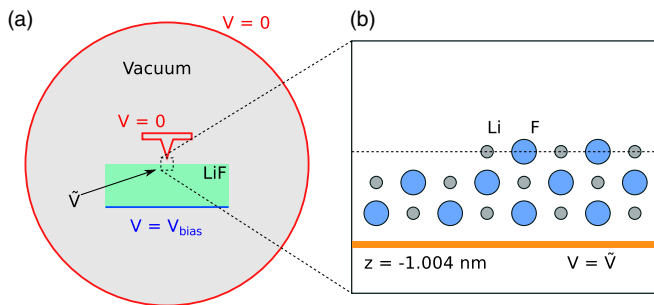 (a)
V = 0
Vacuum
V = 0
LiF
Ṽ
V = V_bias
(b)
Li F
z = -1.004 nm V = Ṽ